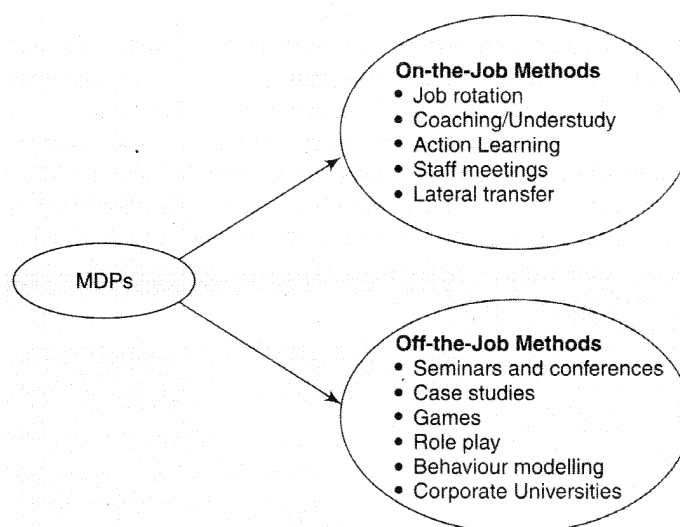 On-the-Job Methods
• Job rotation
• Coaching/Understudy
• Action Learning
• Staff meetings
• Lateral transfer
MDPs
Off-the-Job Methods
• Seminars and conferences
• Case studies
• Games
• Role play
• Behaviour modelling
• Corporate Universities